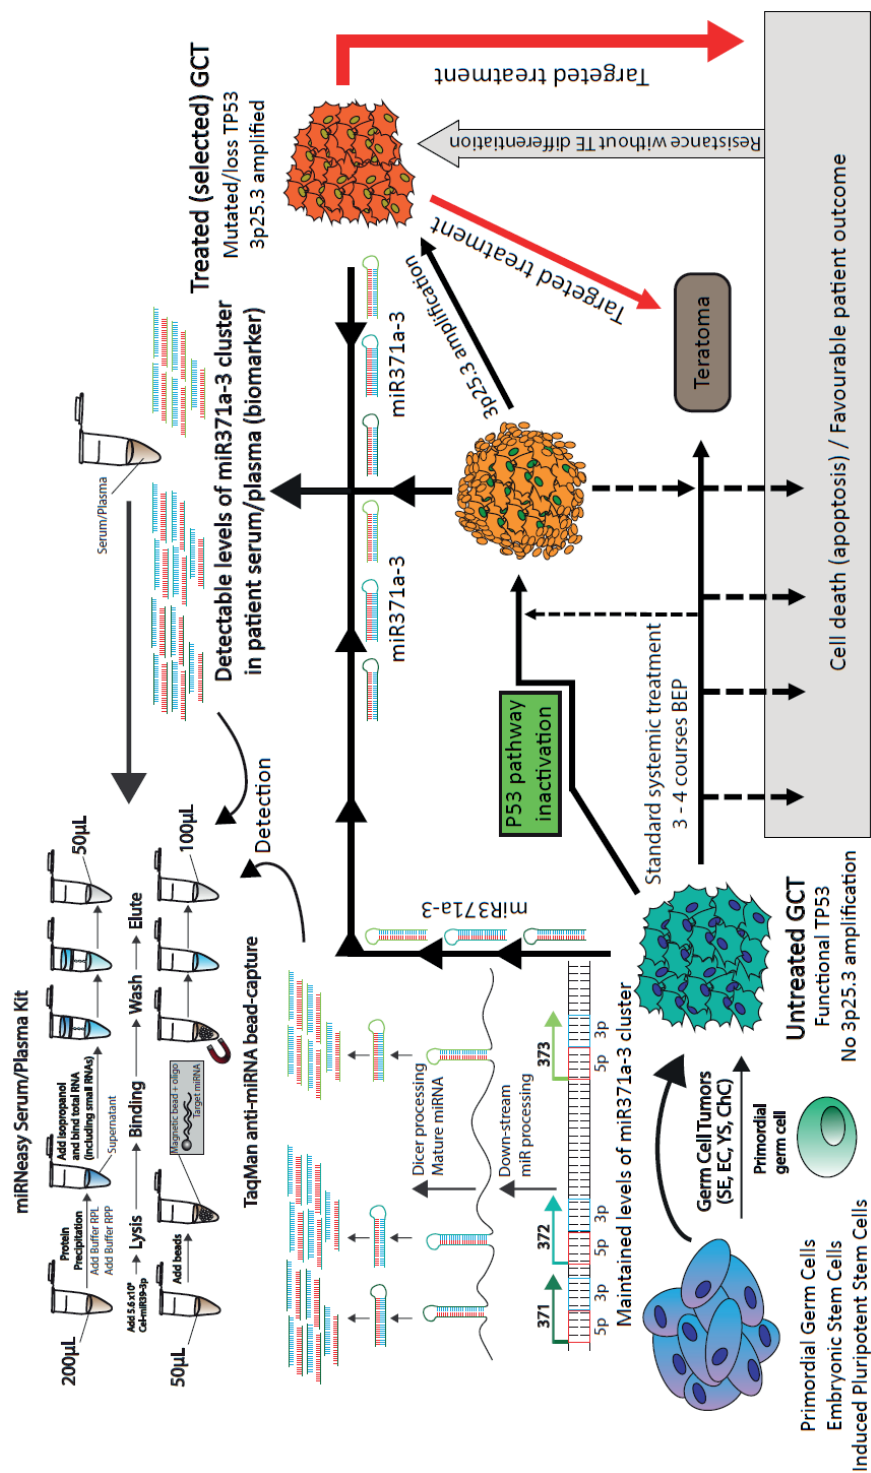 miRNeasy Serum/Plasma Kit
200µL
Protein
Precipitation
Add Buffer RPL
Add Buffer RPP
Supernatant
Add isopropanol
and bind total RNA
(including small RNAs)
50µL
Add 5.6 x10⁸
Cel-miR39-3p
Lysis
Binding
Wash
Elute
50µL
Add beads
Magnetic bead + oligo
Target miRNA
100µL
TaqMan anti-miRNA bead-capture
Detection
Serum/Plasma
Detectable levels of miR371a-3 cluster
in patient serum/plasma (biomarker)
Treated (selected) GCT
Mutated/loss TP53
3p25.3 amplified
Dicer processing
Mature miRNA
Down-stream
miR processing
371
372
373
5p
3p
5p
3p
5p
3p
Maintained levels of miR371a-3 cluster
miR371a-3
miR371a-3
miR371a-3
P53 pathway
inactivation
3p25.3 amplification
Targeted treatment
Targeted treatment
Resistance without TE differentiation
Teratoma
Standard systemic treatment
3 - 4 courses BEP
Cell death (apoptosis) / Favourable patient outcome
Germ Cell Tumors
(SE, EC, YS, ChC)
Primordial
germ cell
Untreated GCT
Functional TP53
No 3p25.3 amplification
Primordial Germ Cells
Embryonic Stem Cells
Induced Pluripotent Stem Cells